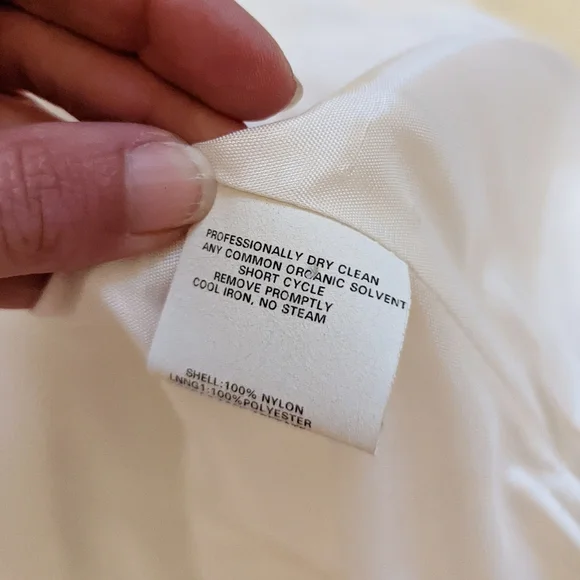 PROFESSIONALLY DRY CLEAN
ANY COMMON ORGANIC SOLVENT
SHORT CYCLE
REMOVE PROMPTLY
COOL IRON, NO STEAM
SHELL:100% NYLON
LNNG1:100%POLYESTER